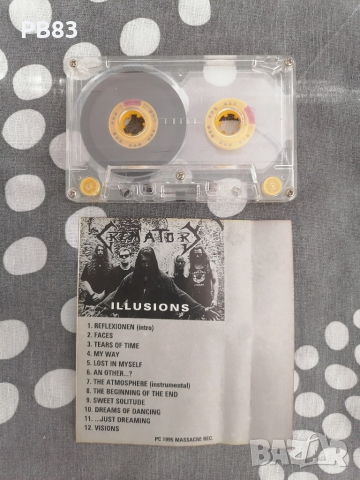 PB83
CREMATORY
ILLUSIONS
1. REFLEXIONEN (intro)
2. FACES
3. TEARS OF TIME
4. MY WAY
5. LOST IN MYSELF
6. AN OTHER...?
7. THE ATMOSPHERE (instrumental)
8. THE BEGINNING OF THE END
9. SWEET SOLITUDE
10. DREAMS OF DANCING
11. ...JUST DREAMING
12. VISIONS
PC 1995 MASSACRE REC.
bazar.bg